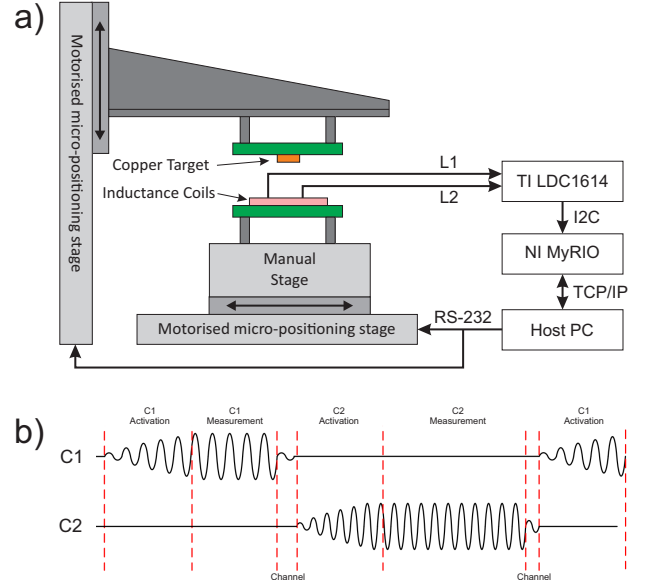 a)
Motorised micro-positioning stage
Copper Target
Inductance Coils
L1
L2
TI LDC1614
I2C
NI MyRIO
TCP/IP
Host PC
RS-232
Manual
Stage
Motorised micro-positioning stage
b)
C1
Activation
C1
Measurement
C2
Activation
C2
Measurement
C1
Activation
C1
C2
Channel
Channel